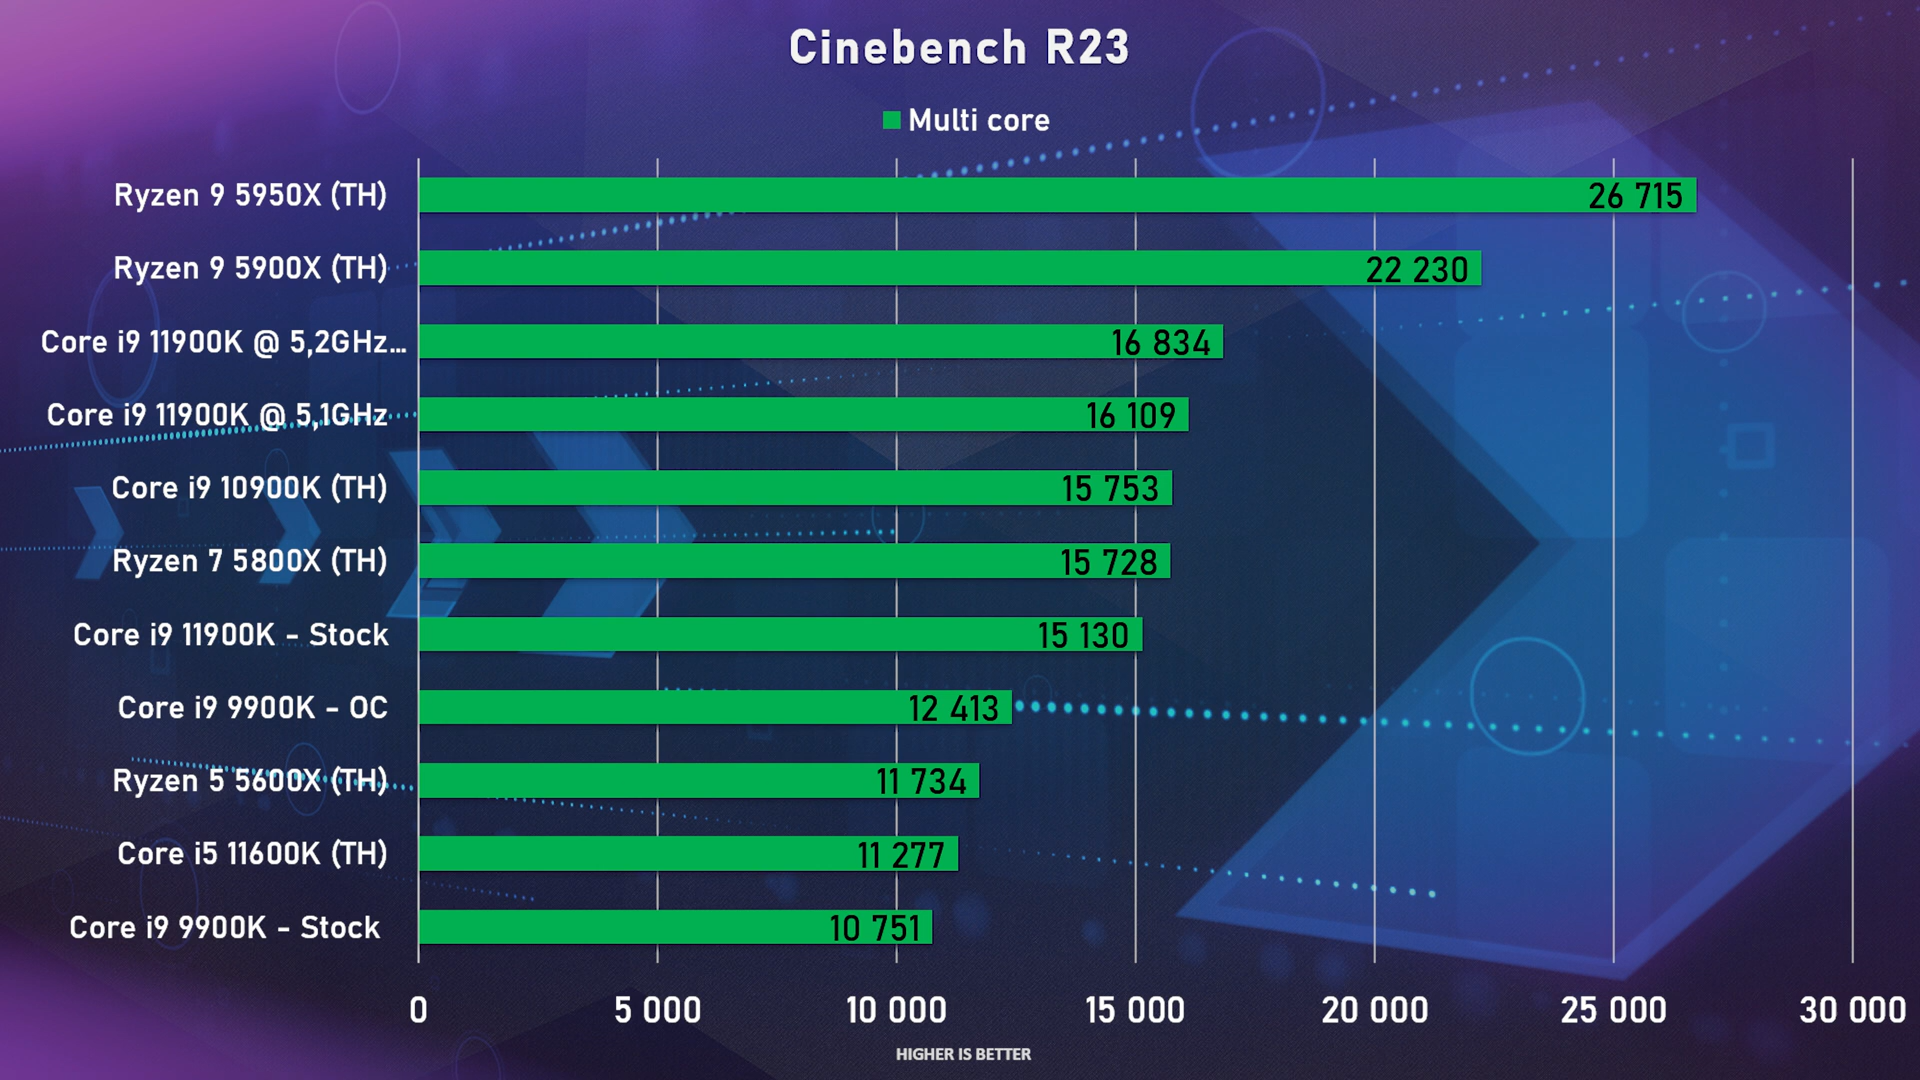 Cinebench R23
Multi core
Ryzen 9 5950X (TH) 26 715
Ryzen 9 5900X (TH) 22 230
Core i9 11900K @ 5,2GHz... 16 834
Core i9 11900K @ 5,1GHz 16 109
Core i9 10900K (TH) 15 753
Ryzen 7 5800X (TH) 15 728
Core i9 11900K - Stock 15 130
Core i9 9900K - OC 12 413
Ryzen 5 5600X (TH) 11 734
Core i5 11600K (TH) 11 277
Core i9 9900K - Stock 10 751
0 5 000 10 000 15 000 20 000 25 000 30 000
HIGHER IS BETTER